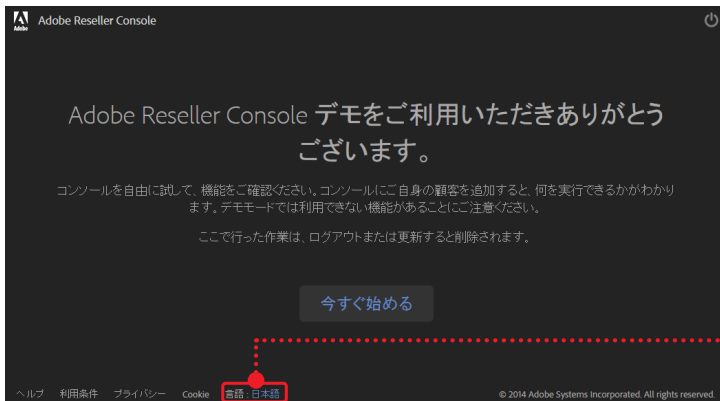 Adobe Adobe Reseller Console
Adobe Reseller Console デモをご利用いただきありがとう
ございます。
コンソールを自由に試して、機能をご確認ください。コンソールにご自身の顧客を追加すると、何を実行できるかがわかり
ます。デモモードでは利用できない機能があることにご注意ください。
ここで行った作業は、ログアウトまたは更新すると削除されます。
今すぐ始める
ヘルプ 利用条件 プライバシー Cookie 言語 : 日本語 © 2014 Adobe Systems Incorporated. All rights reserved.